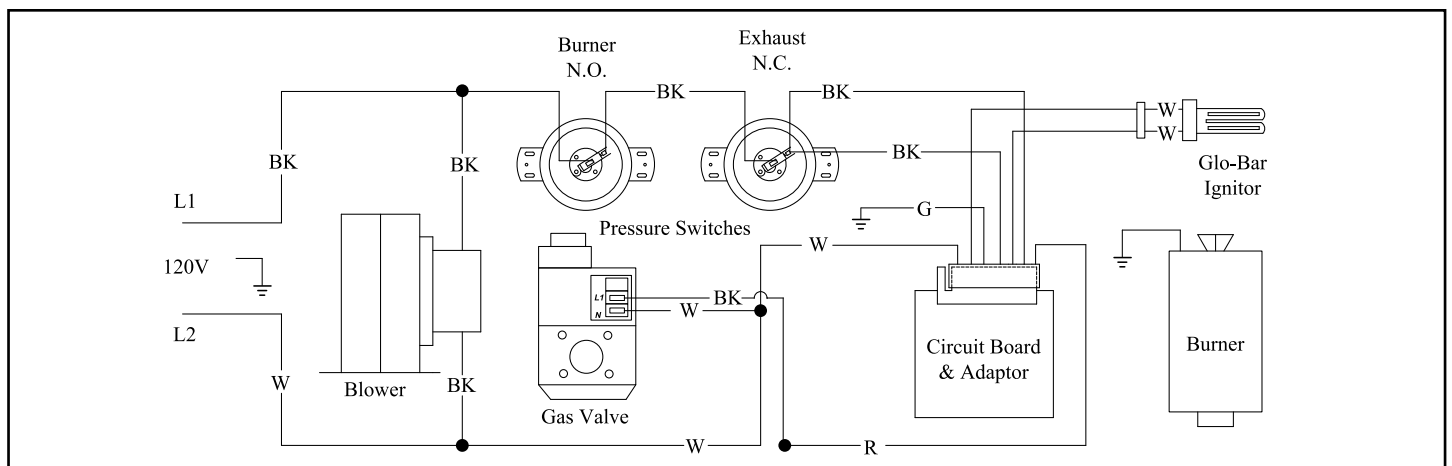 Burner
N.O.
Exhaust
N.C.
BK
BK
W
W
BK
BK
BK
Glo-Bar
Ignitor
L1
G
Pressure Switches
W
120V
L1
BK
N
W
L2
Circuit Board
& Adaptor
Burner
W
Blower
BK
Gas Valve
W
R